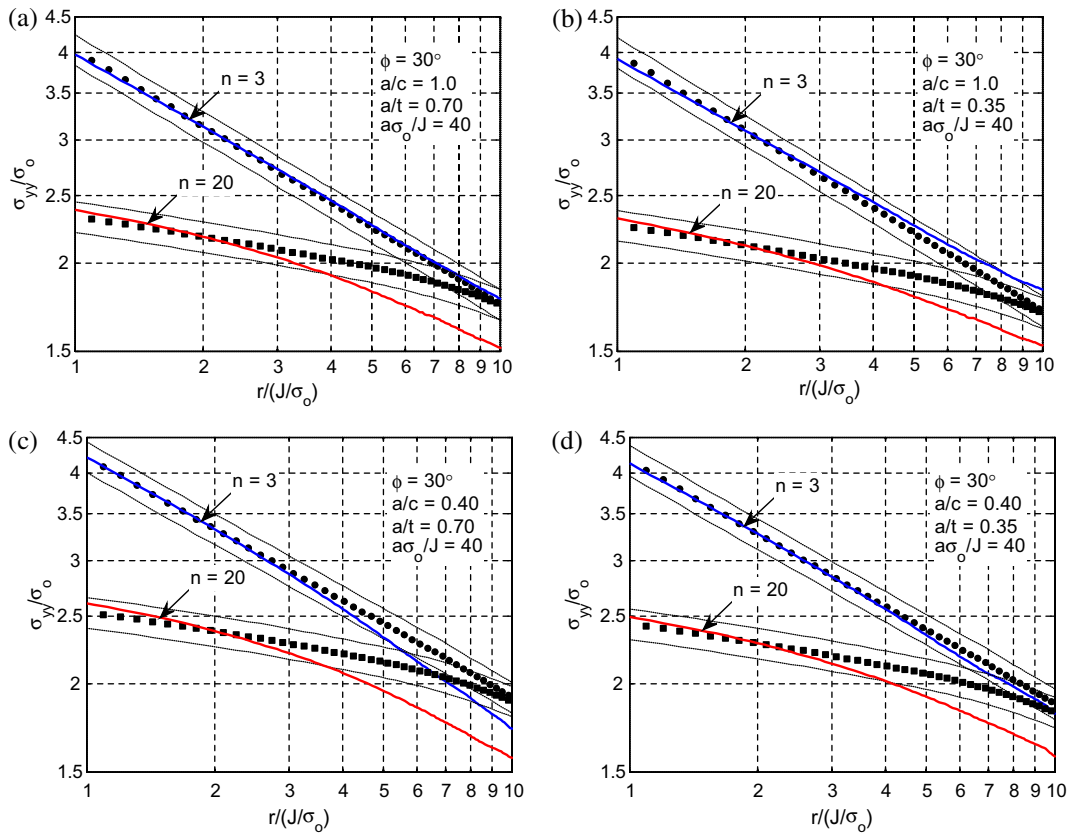 (a)
4.5
4
3.5
3
2.5
2
1.5
σyy/σo
n = 3
n = 20
ϕ = 30°
a/c = 1.0
a/t = 0.70
aσo/J = 40
1 2 3 4 5 6 7 8 9 10
r/(J/σo)
(b)
4.5
4
3.5
3
2.5
2
1.5
σyy/σo
n = 3
n = 20
ϕ = 30°
a/c = 1.0
a/t = 0.35
aσo/J = 40
1 2 3 4 5 6 7 8 9 10
r/(J/σo)
(c)
4.5
4
3.5
3
2.5
2
1.5
σyy/σo
n = 3
n = 20
ϕ = 30°
a/c = 0.40
a/t = 0.70
aσo/J = 40
1 2 3 4 5 6 7 8 9 10
r/(J/σo)
(d)
4.5
4
3.5
3
2.5
2
1.5
σyy/σo
n = 3
n = 20
ϕ = 30°
a/c = 0.40
a/t = 0.35
aσo/J = 40
1 2 3 4 5 6 7 8 9 10
r/(J/σo)